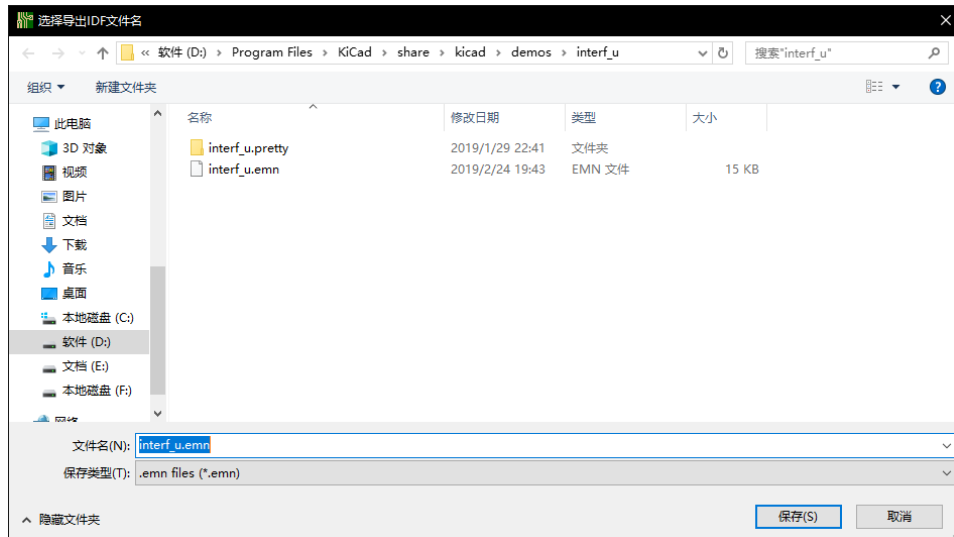 选择导出IDF文件名
« 软件 (D:) › Program Files › KiCad › share › kicad › demos › interf_u
搜索"interf_u"
组织 新建文件夹
名称 修改日期 类型 大小
interf_u.pretty 2019/1/29 22:41 文件夹
interf_u.emn 2019/2/24 19:43 EMN 文件 15 KB
此电脑
3D 对象
视频
图片
文档
下载
音乐
桌面
本地磁盘 (C:)
软件 (D:)
文档 (E:)
本地磁盘 (F:)
文件名(N): interf_u.emn
保存类型(T): .emn files (*.emn)
隐藏文件夹 保存(S) 取消